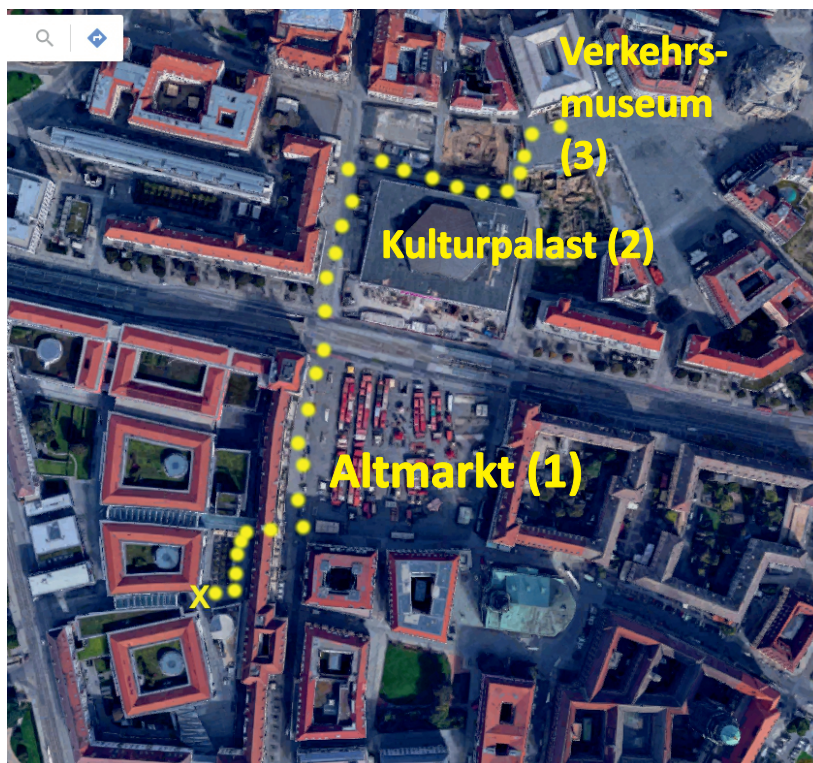 Verkehrs-
museum
(3)
Kulturpalast (2)
Altmarkt (1)
X